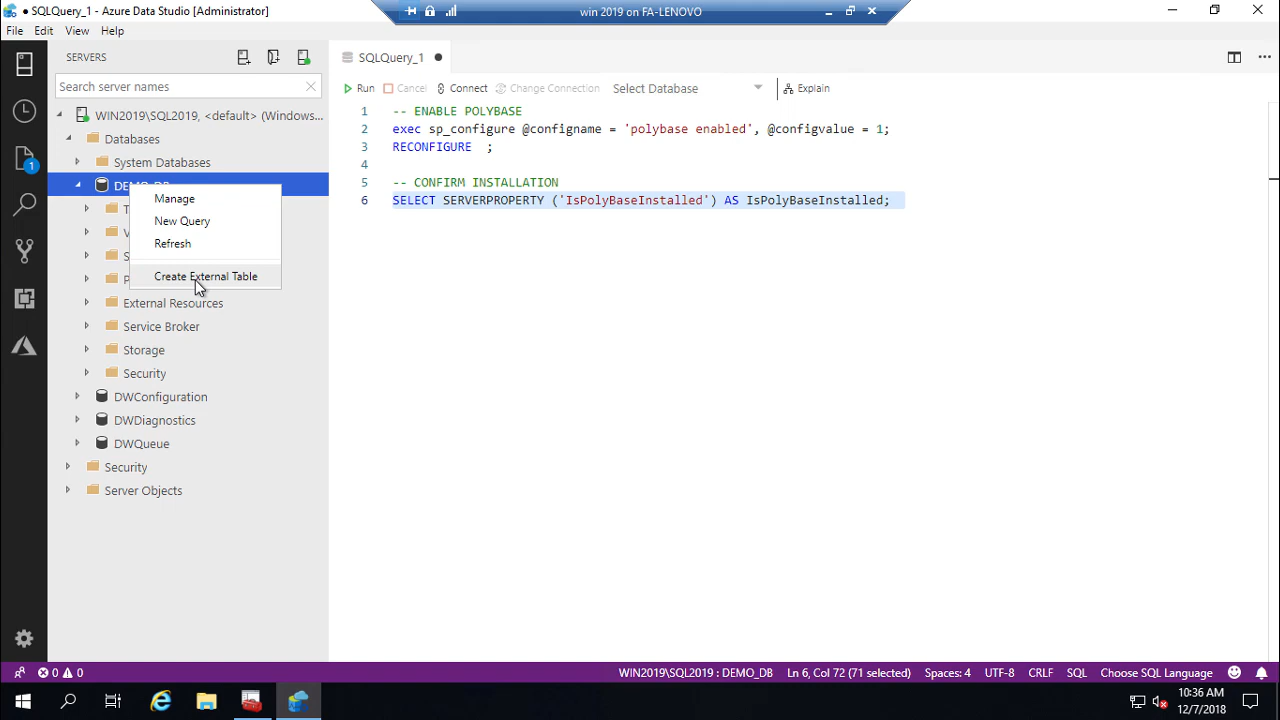 SQLQuery_1 - Azure Data Studio [Administrator]
win 2019 on FA-LENOVO
File Edit View Help
SERVERS
SQLQuery_1
Search server names
Run Cancel Connect Change Connection Select Database Explain
WIN2019\SQL2019, <default> (Windows...
Databases
System Databases
DEMO_DB
Manage
New Query
Refresh
Create External Table
T
V
S
P
External Resources
Service Broker
Storage
Security
DWConfiguration
DWDiagnostics
DWQueue
Security
Server Objects
1
1 -- ENABLE POLYBASE
2 exec sp_configure @configname = 'polybase enabled', @configvalue = 1;
3 RECONFIGURE ;
4
5 -- CONFIRM INSTALLATION
6 SELECT SERVERPROPERTY ('IsPolyBaseInstalled') AS IsPolyBaseInstalled;
0 0 WIN2019\SQL2019 : DEMO_DB Ln 6, Col 72 (71 selected) Spaces: 4 UTF-8 CRLF SQL Choose SQL Language
10:36 AM
12/7/2018